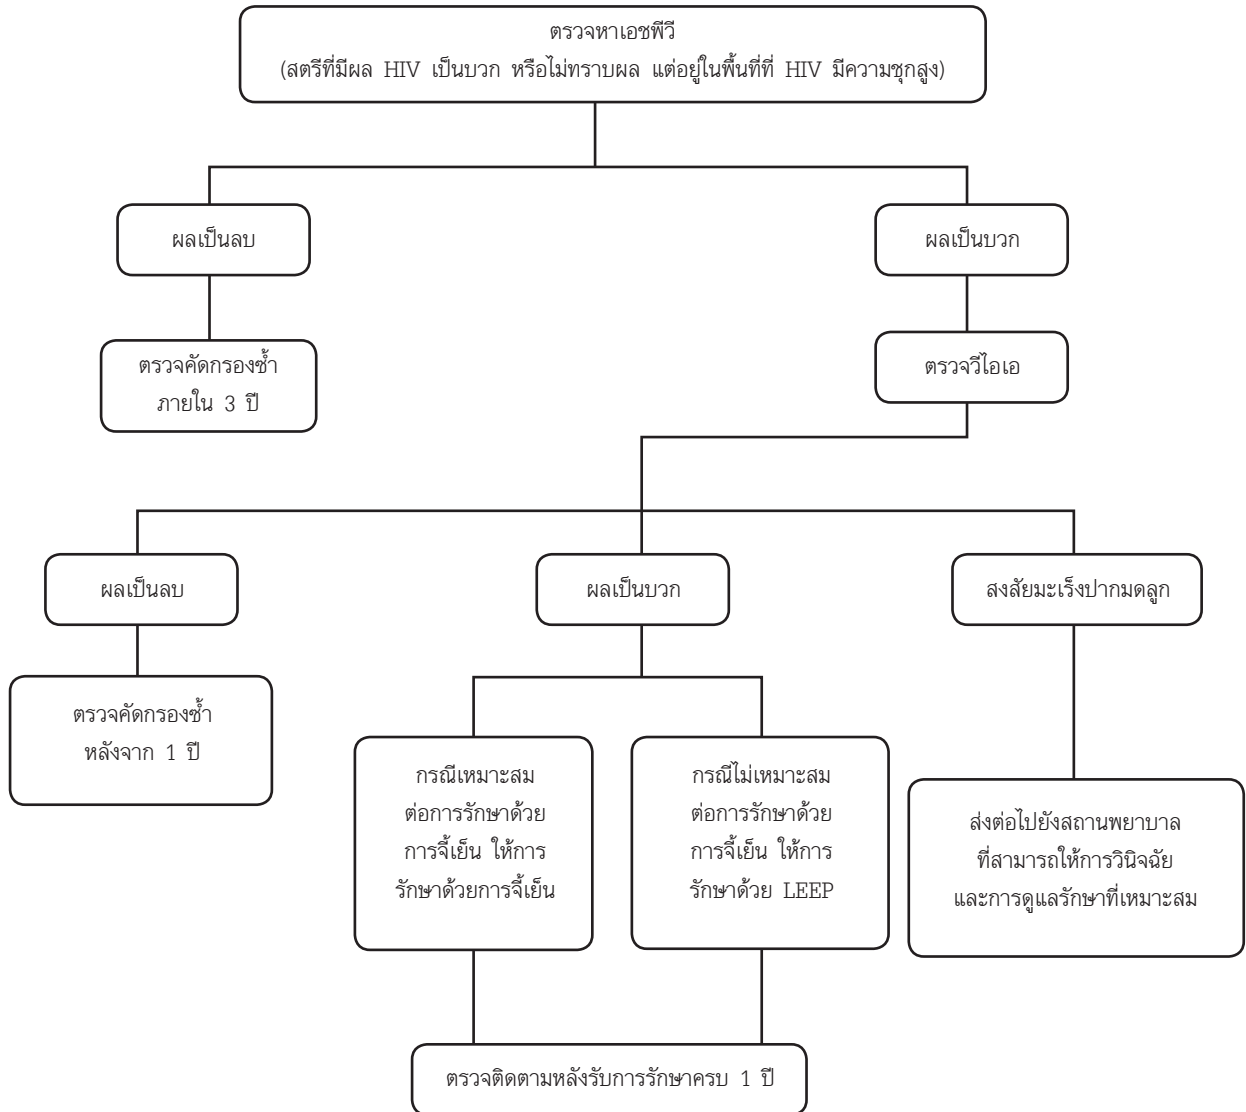 ตรวจหาเอชพีวี
(สตรีที่มีผล HIV เป็นบวก หรือไม่ทราบผล แต่อยู่ในพื้นที่ที่ HIV มีความชุกสูง)
ผลเป็นลบ
ผลเป็นบวก
ตรวจคัดกรองซ้ำ
ภายใน 3 ปี
ตรวจวีไอเอ
ผลเป็นลบ
ผลเป็นบวก
สงสัยมะเร็งปากมดลูก
ตรวจคัดกรองซ้ำ
หลังจาก 1 ปี
กรณีเหมาะสม
ต่อการรักษาด้วย
การจี้เย็น ให้การ
รักษาด้วยการจี้เย็น
กรณีไม่เหมาะสม
ต่อการรักษาด้วย
การจี้เย็น ให้การ
รักษาด้วย LEEP
ส่งต่อไปยังสถานพยาบาล
ที่สามารถให้การวินิจฉัย
และการดูแลรักษาที่เหมาะสม
ตรวจติดตามหลังรับการรักษาครบ 1 ปี